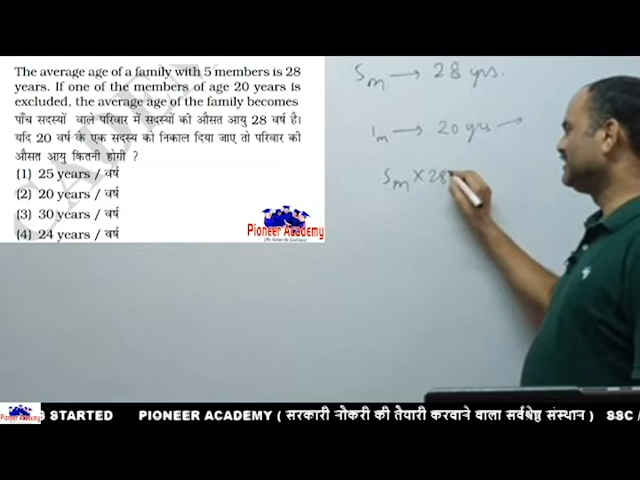 The average age of a family with 5 members is 28
years. If one of the members of age 20 years is
excluded, the average age of the family becomes
पाँच सदस्यों वाले परिवार में सदस्यों की औसत आयु 28 वर्ष है।
यदि 20 वर्ष के एक सदस्य को निकाल दिया जाए तो परिवार की
औसत आयु कितनी होगी ?
(1) 25 years / वर्ष
(2) 20 years / वर्ष
(3) 30 years / वर्ष
(4) 24 years / वर्ष
Pioneer Academy
5m → 28 yrs.
1m → 20 yrs →
5m × 28
STARTED PIONEER ACADEMY ( सरकारी नौकरी की तैयारी करवाने वाला सर्वश्रेष्ठ संस्थान ) SSC /